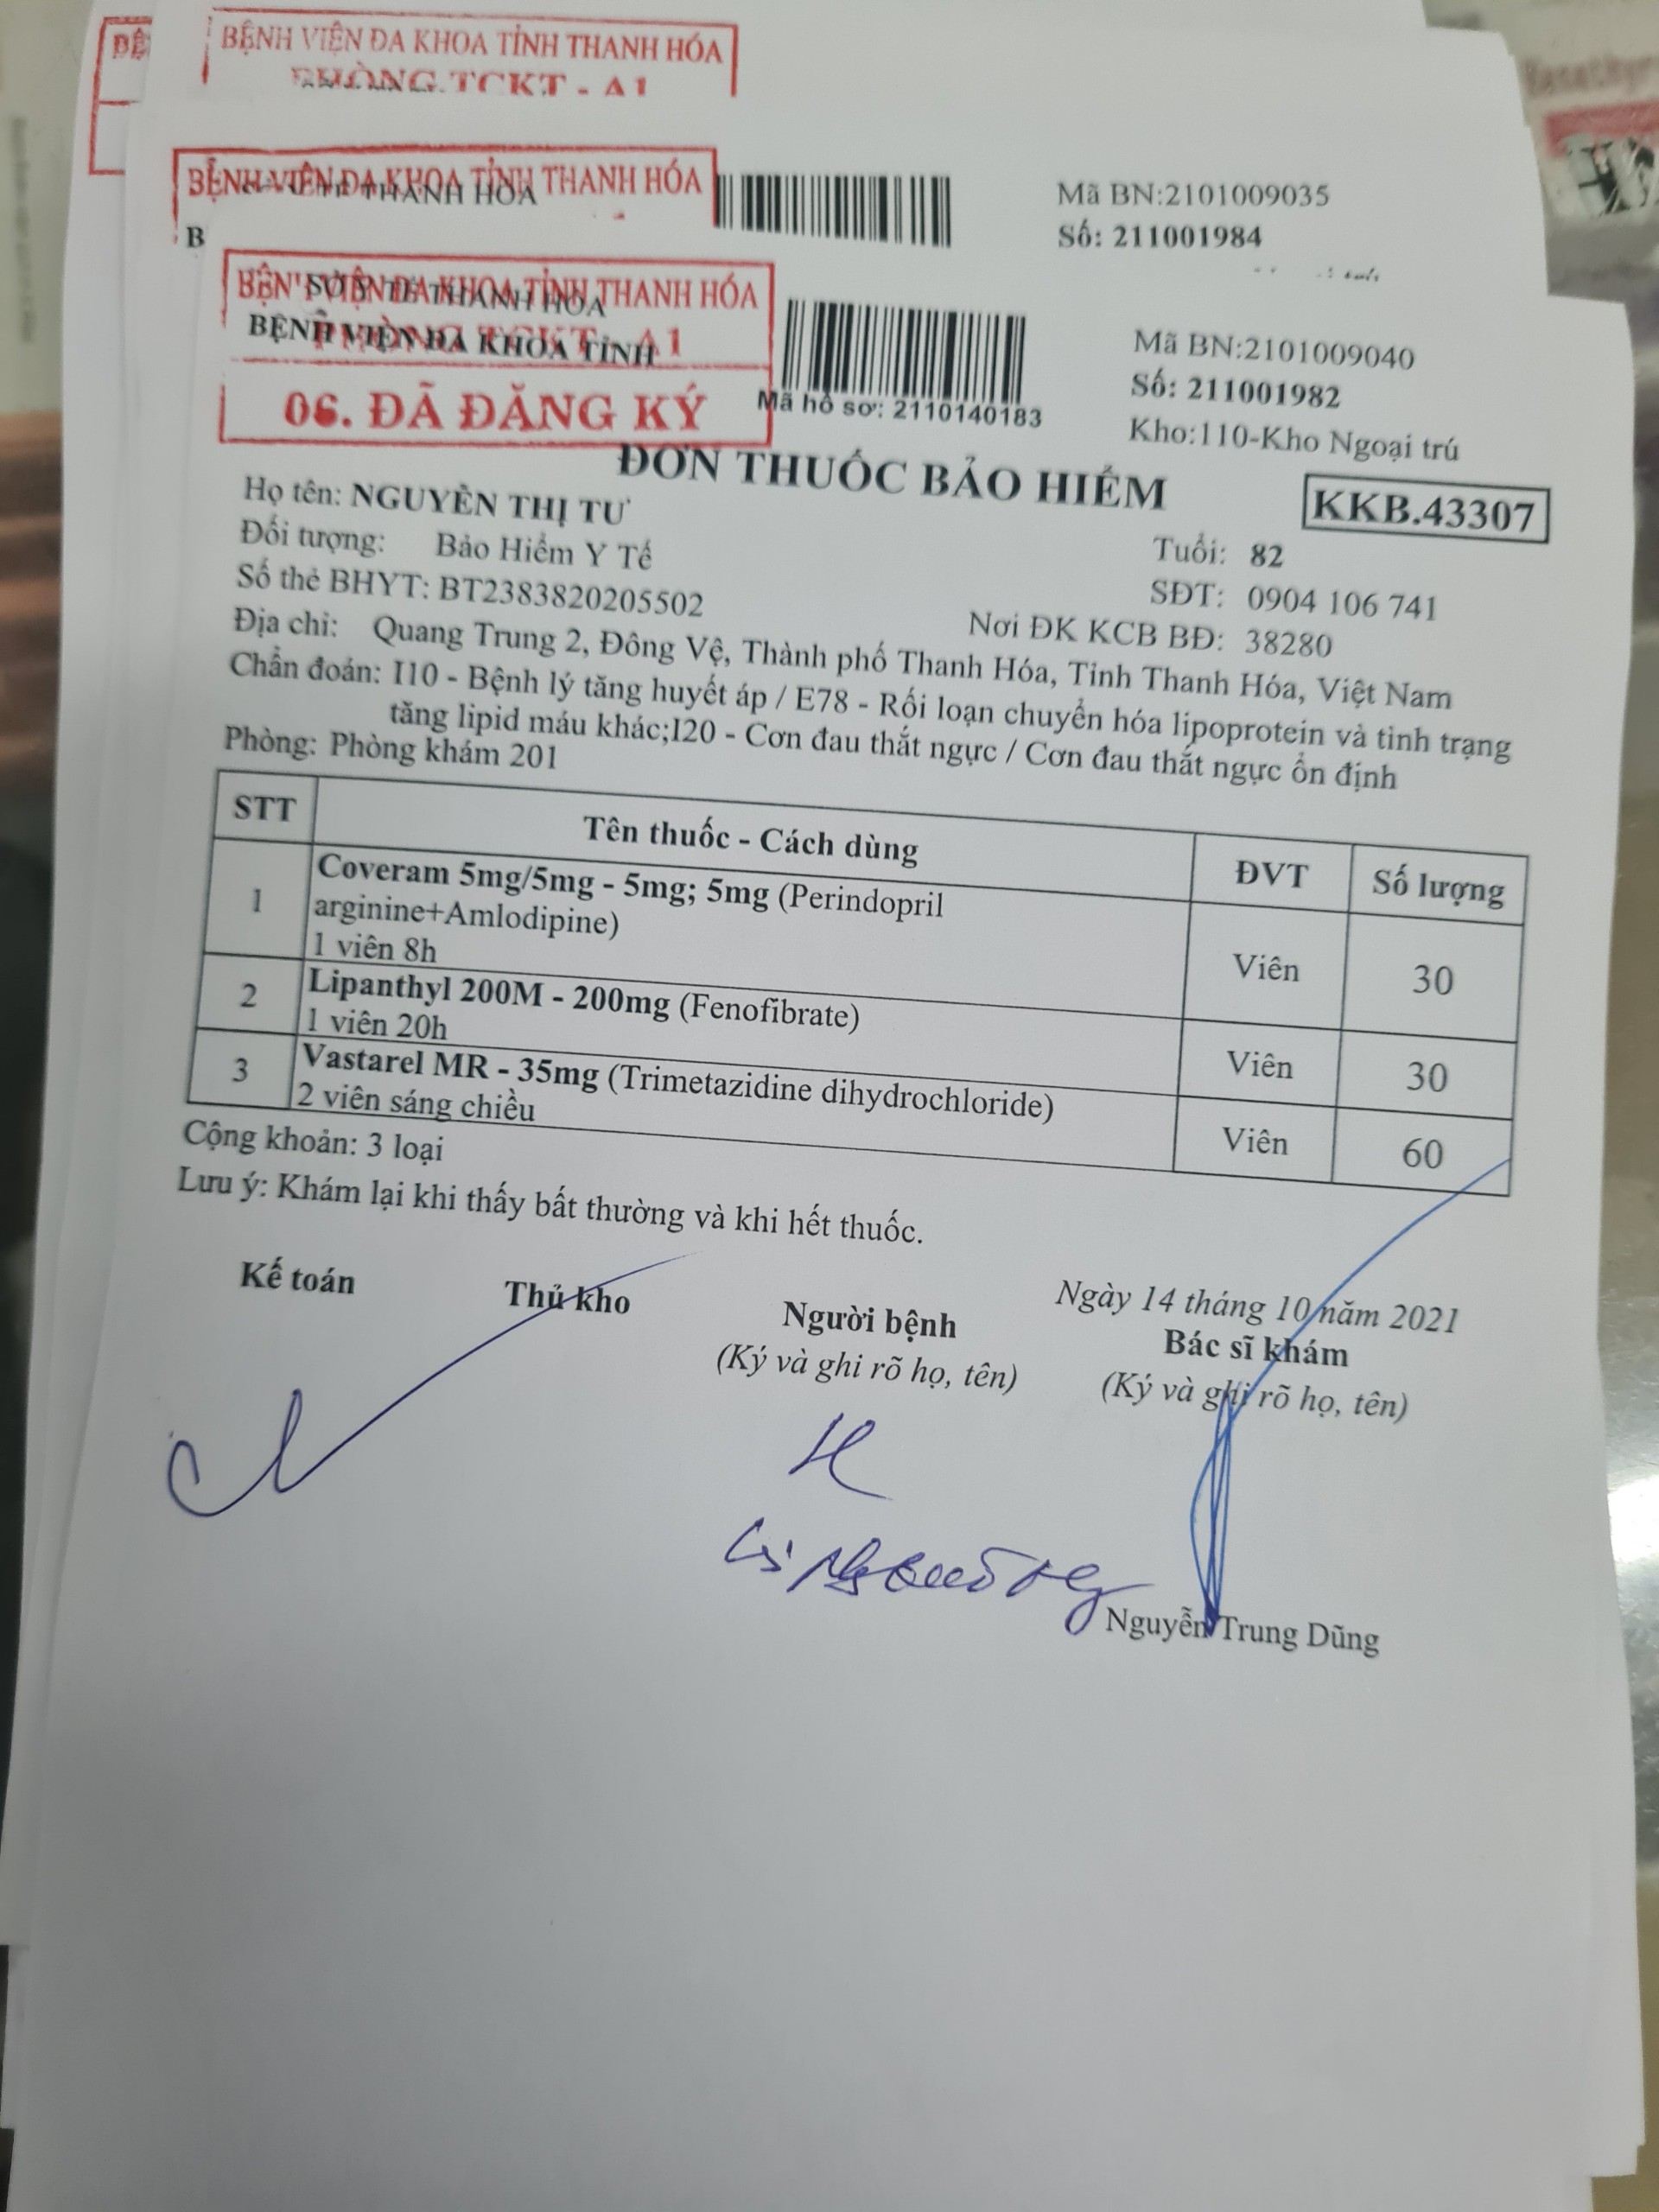 BỆNH VIỆN ĐA KHOA TỈNH THANH HÓA
PHÒNG TCKT - A1
BỆNH VIỆN ĐA KHOA TỈNH THANH HÓA
THANH HÓA
B
Mã BN:2101009035
Số: 211001984
BỆNH VIỆN ĐA KHOA TỈNH THANH HÓA
PHÒNG TCKT - A1
06. ĐÃ ĐĂNG KÝ
SỞ Y TẾ THANH HÓA
BỆNH VIỆN ĐA KHOA TỈNH
Mã hồ sơ: 2110140183
Mã BN:2101009040
Số: 211001982
Kho:110-Kho Ngoại trú
ĐƠN THUỐC BẢO HIỂM
KKB.43307
Họ tên: NGUYỄN THỊ TƯ
Tuổi: 82
Đối tượng: Bảo Hiểm Y Tế
SĐT: 0904 106 741
Số thẻ BHYT: BT2383820205502
Nơi ĐK KCB BĐ: 38280
Địa chỉ: Quang Trung 2, Đông Vệ, Thành phố Thanh Hóa, Tỉnh Thanh Hóa, Việt Nam
Chẩn đoán: I10 - Bệnh lý tăng huyết áp / E78 - Rối loạn chuyển hóa lipoprotein và tình trạng
tăng lipid máu khác;I20 - Cơn đau thắt ngực / Cơn đau thắt ngực ổn định
Phòng: Phòng khám 201
STT Tên thuốc - Cách dùng ĐVT Số lượng
1 Coveram 5mg/5mg - 5mg; 5mg (Perindopril
arginine+Amlodipine)
1 viên 8h
Viên 30
2 Lipanthyl 200M - 200mg (Fenofibrate)
1 viên 20h
Viên 30
3 Vastarel MR - 35mg (Trimetazidine dihydrochloride)
2 viên sáng chiều
Viên 60
Cộng khoản: 3 loại
Lưu ý: Khám lại khi thấy bất thường và khi hết thuốc.
Ngày 14 tháng 10 năm 2021
Kế toán Thủ kho Người bệnh Bác sĩ khám
(Ký và ghi rõ họ, tên) (Ký và ghi rõ họ, tên)
Nguyễn Trung Dũng